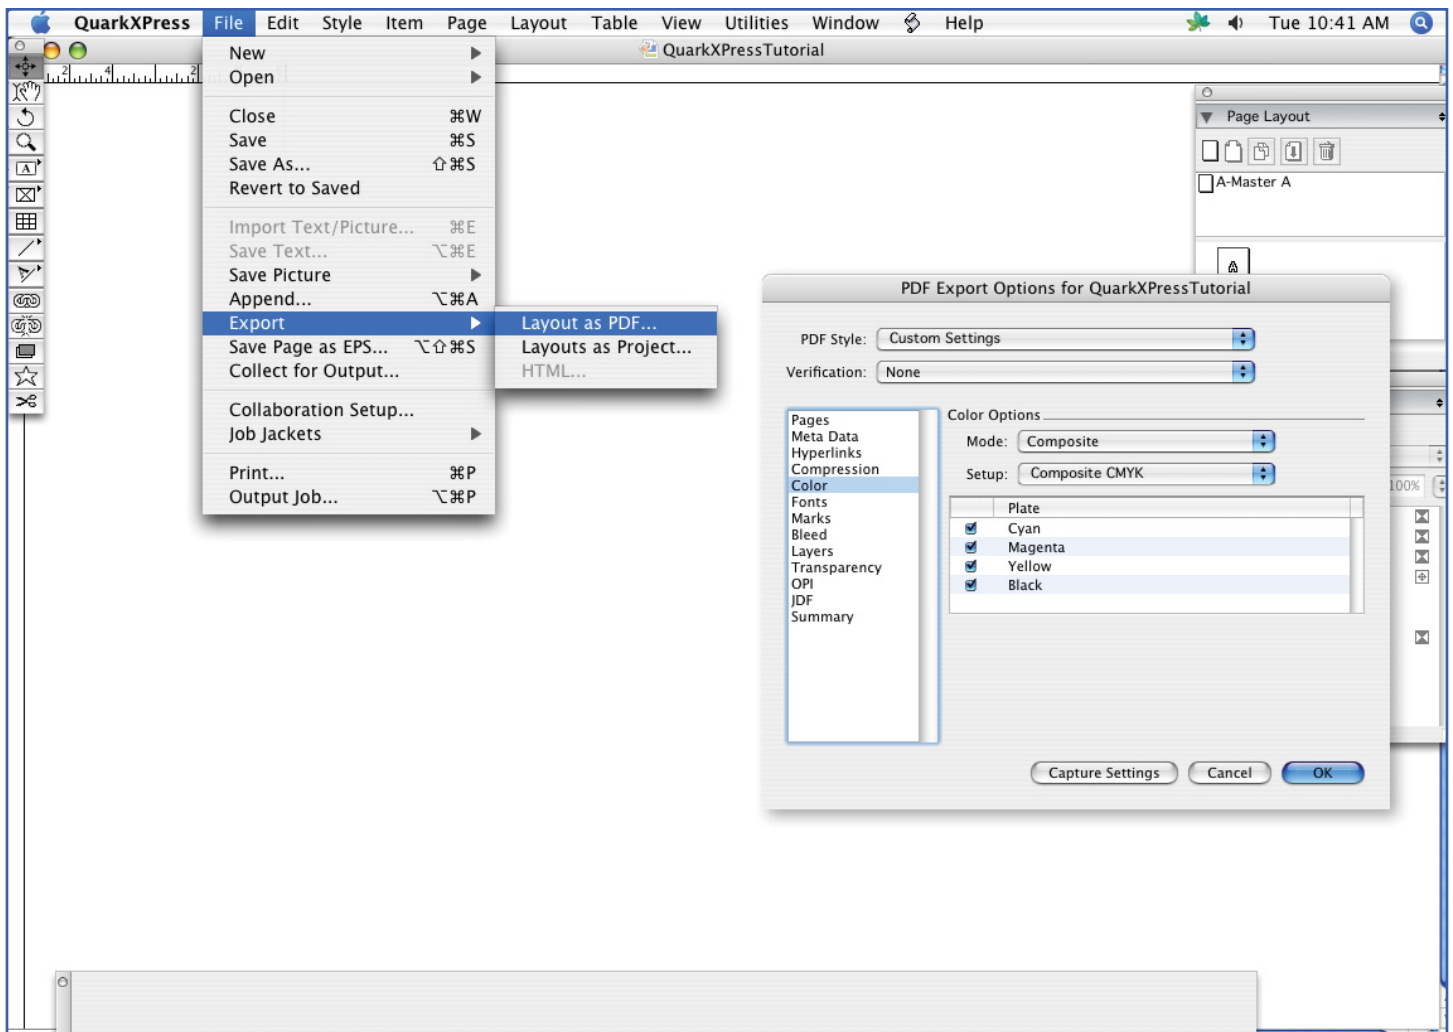 QuarkXPress File Edit Style Item Page Layout Table View Utilities Window Help Tue 10:41 AM
QuarkXPressTutorial
2 4 2
New
Open
Close ⌘W
Save ⌘S
Save As... ⇧⌘S
Revert to Saved
Import Text/Picture... ⌘E
Save Text... ⌥⌘E
Save Picture
Append... ⌥⌘A
Export
Save Page as EPS... ⌥⇧⌘S
Collect for Output...
Collaboration Setup...
Job Jackets
Print... ⌘P
Output Job... ⌥⌘P
Layout as PDF...
Layouts as Project...
HTML...
A
Page Layout
A-Master A
A
PDF Export Options for QuarkXPressTutorial
PDF Style: Custom Settings
Verification: None
Pages
Meta Data
Hyperlinks
Compression
Color
Fonts
Marks
Bleed
Layers
Transparency
OPI
JDF
Summary
Color Options
Mode: Composite
Setup: Composite CMYK
Plate
Cyan
Magenta
Yellow
Black
Capture Settings Cancel OK
100%